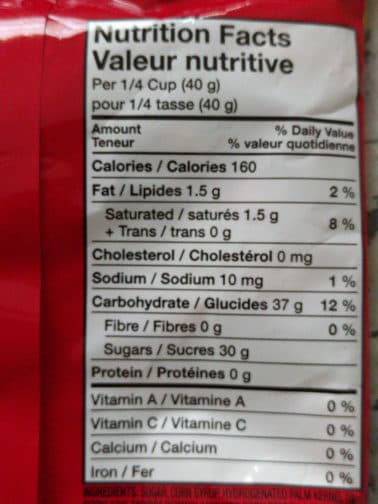 Nutrition Facts
Valeur nutritive
Per 1/4 Cup (40 g)
pour 1/4 tasse (40 g)
Amount % Daily Value
Teneur % valeur quotidienne
Calories / Calories 160
Fat / Lipides 1.5 g 2 %
Saturated / saturés 1.5 g
+ Trans / trans 0 g 8 %
Cholesterol / Cholestérol 0 mg
Sodium / Sodium 10 mg 1 %
Carbohydrate / Glucides 37 g 12 %
Fibre / Fibres 0 g 0 %
Sugars / Sucres 30 g
Protein / Protéines 0 g
Vitamin A / Vitamine A 0 %
Vitamin C / Vitamine C 0 %
Calcium / Calcium 0 %
Iron / Fer 0 %
INGREDIENTS: SUGAR, CORN SYRUP, HYDROGENATED PALM KERNEL